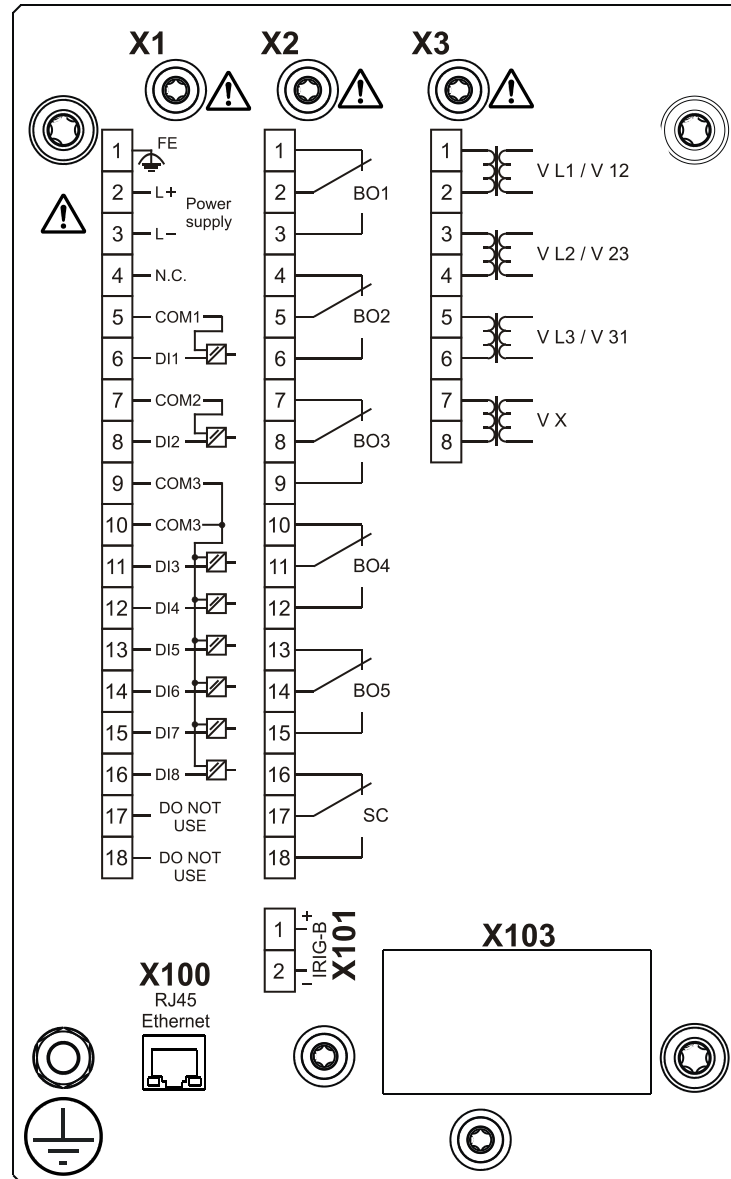 X1
X2
X3
1 FE
2 L+
Power
supply
3 L−
4 N.C.
5 COM1
6 DI1
7 COM2
8 DI2
9 COM3
10 COM3
11 DI3
12 DI4
13 DI5
14 DI6
15 DI7
16 DI8
17 DO NOT
USE
18 DO NOT
USE
1
2 BO1
3
4
5 BO2
6
7
8 BO3
9
10
11 BO4
12
13
14 BO5
15
16
17 SC
18
1
2
V L1 / V 12
3
4
V L2 / V 23
5
6
V L3 / V 31
7
8
V X
1 +
2 −
IRIG-B
X101
X103
X100
RJ45
Ethernet